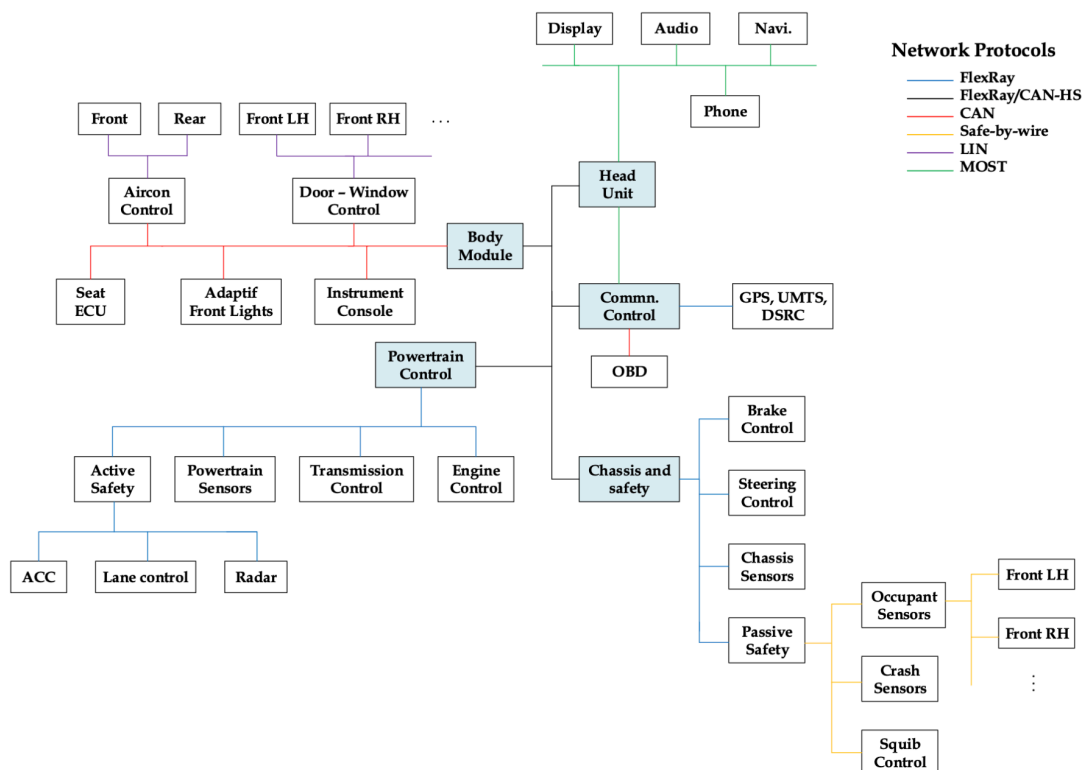 Display
Audio
Navi.
Phone
Network Protocols
FlexRay
FlexRay/CAN-HS
CAN
Safe-by-wire
LIN
MOST
Front
Rear
Front LH
Front RH
...
Aircon
Control
Door – Window
Control
Head
Unit
Body
Module
Seat
ECU
Adaptif
Front Lights
Instrument
Console
Commn.
Control
GPS, UMTS,
DSRC
OBD
Powertrain
Control
Active
Safety
Powertrain
Sensors
Transmission
Control
Engine
Control
ACC
Lane control
Radar
Chassis and
safety
Brake
Control
Steering
Control
Chassis
Sensors
Passive
Safety
Occupant
Sensors
Crash
Sensors
Squib
Control
Front LH
Front RH
⋮